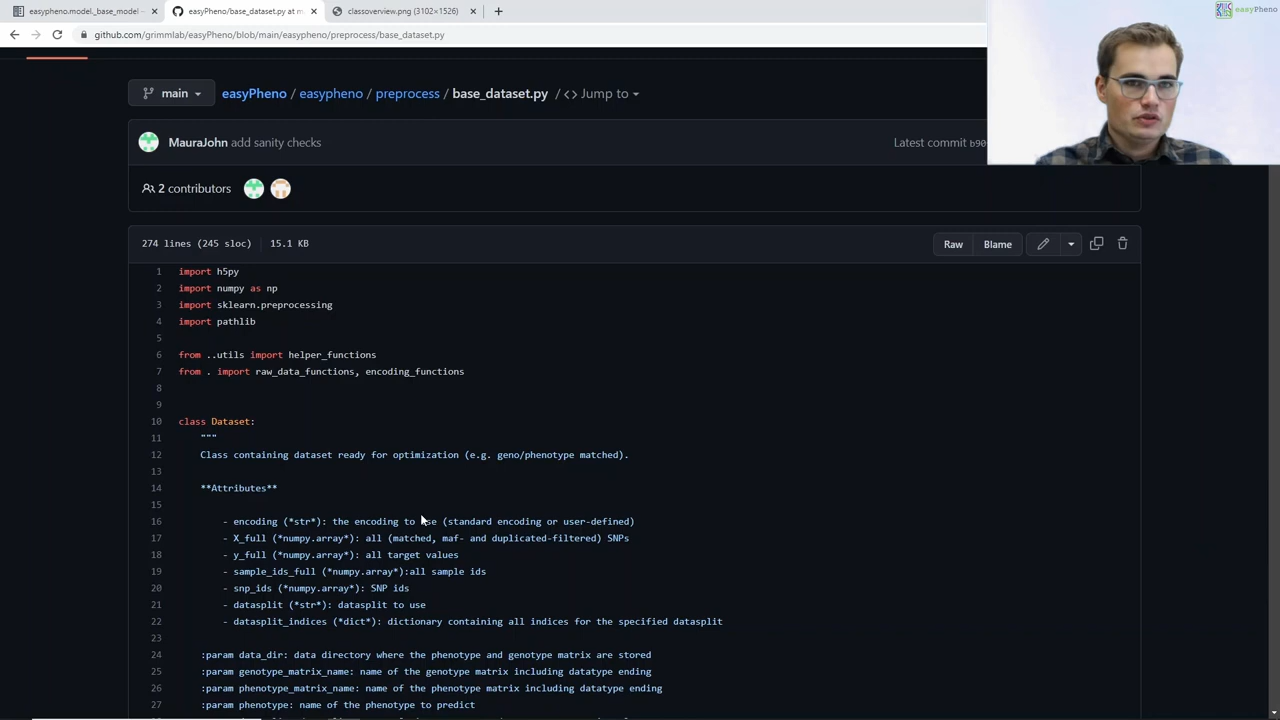 easypheno.model._base_model –
easyPheno/base_dataset.py at m
classoverview.png (3102×1526)
easyPheno
github.com/grimmlab/easyPheno/blob/main/easypheno/preprocess/base_dataset.py
main
easyPheno / easypheno / preprocess / base_dataset.py / <> Jump to
MauraJohn add sanity checks
Latest commit b90
2 contributors
274 lines (245 sloc) 15.1 KB
Raw Blame
1 import h5py
2 import numpy as np
3 import sklearn.preprocessing
4 import pathlib
5
6 from ..utils import helper_functions
7 from . import raw_data_functions, encoding_functions
8
9
10 class Dataset:
11 """
12 Class containing dataset ready for optimization (e.g. geno/phenotype matched).
13
14 **Attributes**
15
16 - encoding (*str*): the encoding to use (standard encoding or user-defined)
17 - X_full (*numpy.array*): all (matched, maf- and duplicated-filtered) SNPs
18 - y_full (*numpy.array*): all target values
19 - sample_ids_full (*numpy.array*):all sample ids
20 - snp_ids (*numpy.array*): SNP ids
21 - datasplit (*str*): datasplit to use
22 - datasplit_indices (*dict*): dictionary containing all indices for the specified datasplit
23
24 :param data_dir: data directory where the phenotype and genotype matrix are stored
25 :param genotype_matrix_name: name of the genotype matrix including datatype ending
26 :param phenotype_matrix_name: name of the phenotype matrix including datatype ending
27 :param phenotype: name of the phenotype to predict